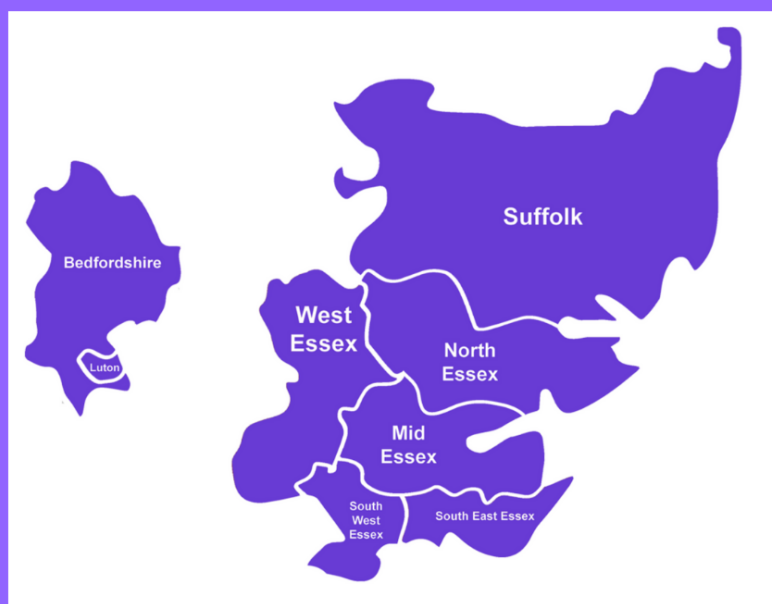 Suffolk
Bedfordshire
West
Essex
North
Essex
Luton
Mid
Essex
South
West
Essex
South East Essex